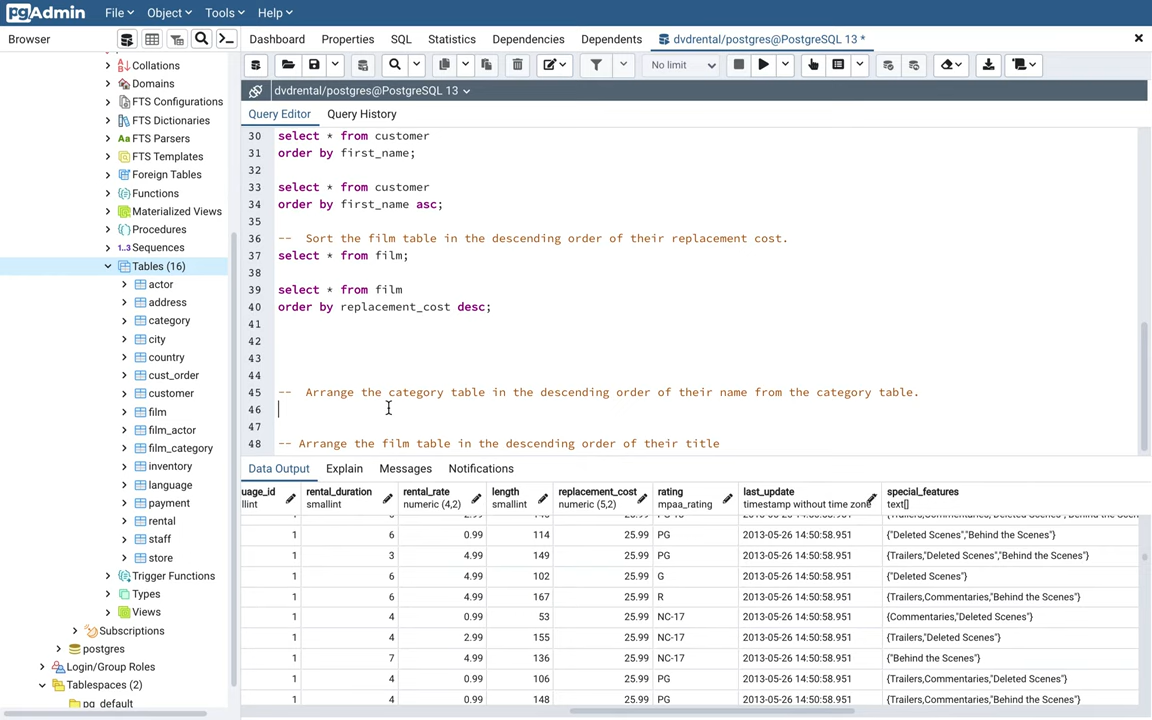 pgAdmin File Object Tools Help
Browser
Dashboard Properties SQL Statistics Dependencies Dependents dvdrental/postgres@PostgreSQL 13 *
Collations
Domains
FTS Configurations
FTS Dictionaries
Aa FTS Parsers
FTS Templates
Foreign Tables
Functions
Materialized Views
Procedures
1..3 Sequences
Tables (16)
actor
address
category
city
country
cust_order
customer
film
film_actor
film_category
inventory
language
payment
rental
staff
store
Trigger Functions
Types
Views
Subscriptions
postgres
Login/Group Roles
Tablespaces (2)
pg_default
No limit
dvdrental/postgres@PostgreSQL 13
Query Editor Query History
30 select * from customer
31 order by first_name;
32
33 select * from customer
34 order by first_name asc;
35
36 -- Sort the film table in the descending order of their replacement cost.
37 select * from film;
38
39 select * from film
40 order by replacement_cost desc;
41
42
43
44
45 -- Arrange the category table in the descending order of their name from the category table.
46
47
48 -- Arrange the film table in the descending order of their title
Data Output Explain Messages Notifications
uage_id rental_duration rental_rate length replacement_cost rating last_update special_features
llint smallint numeric (4,2) smallint numeric (5,2) mpaa_rating timestamp without time zone text[]
1 6 0.99 114 25.99 PG 2013-05-26 14:50:58.951 {"Deleted Scenes","Behind the Scenes"}
1 3 4.99 149 25.99 PG 2013-05-26 14:50:58.951 {Trailers,"Deleted Scenes","Behind the Scenes"}
1 6 4.99 102 25.99 G 2013-05-26 14:50:58.951 {"Deleted Scenes"}
1 6 4.99 167 25.99 R 2013-05-26 14:50:58.951 {Trailers,Commentaries,"Behind the Scenes"}
1 4 0.99 53 25.99 NC-17 2013-05-26 14:50:58.951 {Commentaries,"Deleted Scenes"}
1 4 2.99 155 25.99 NC-17 2013-05-26 14:50:58.951 {Trailers,"Deleted Scenes"}
1 7 4.99 136 25.99 NC-17 2013-05-26 14:50:58.951 {"Behind the Scenes"}
1 4 0.99 106 25.99 PG 2013-05-26 14:50:58.951 {Trailers,Commentaries,"Deleted Scenes"}
1 4 0.99 148 25.99 PG 2013-05-26 14:50:58.951 {Trailers,Commentaries,"Behind the Scenes"}